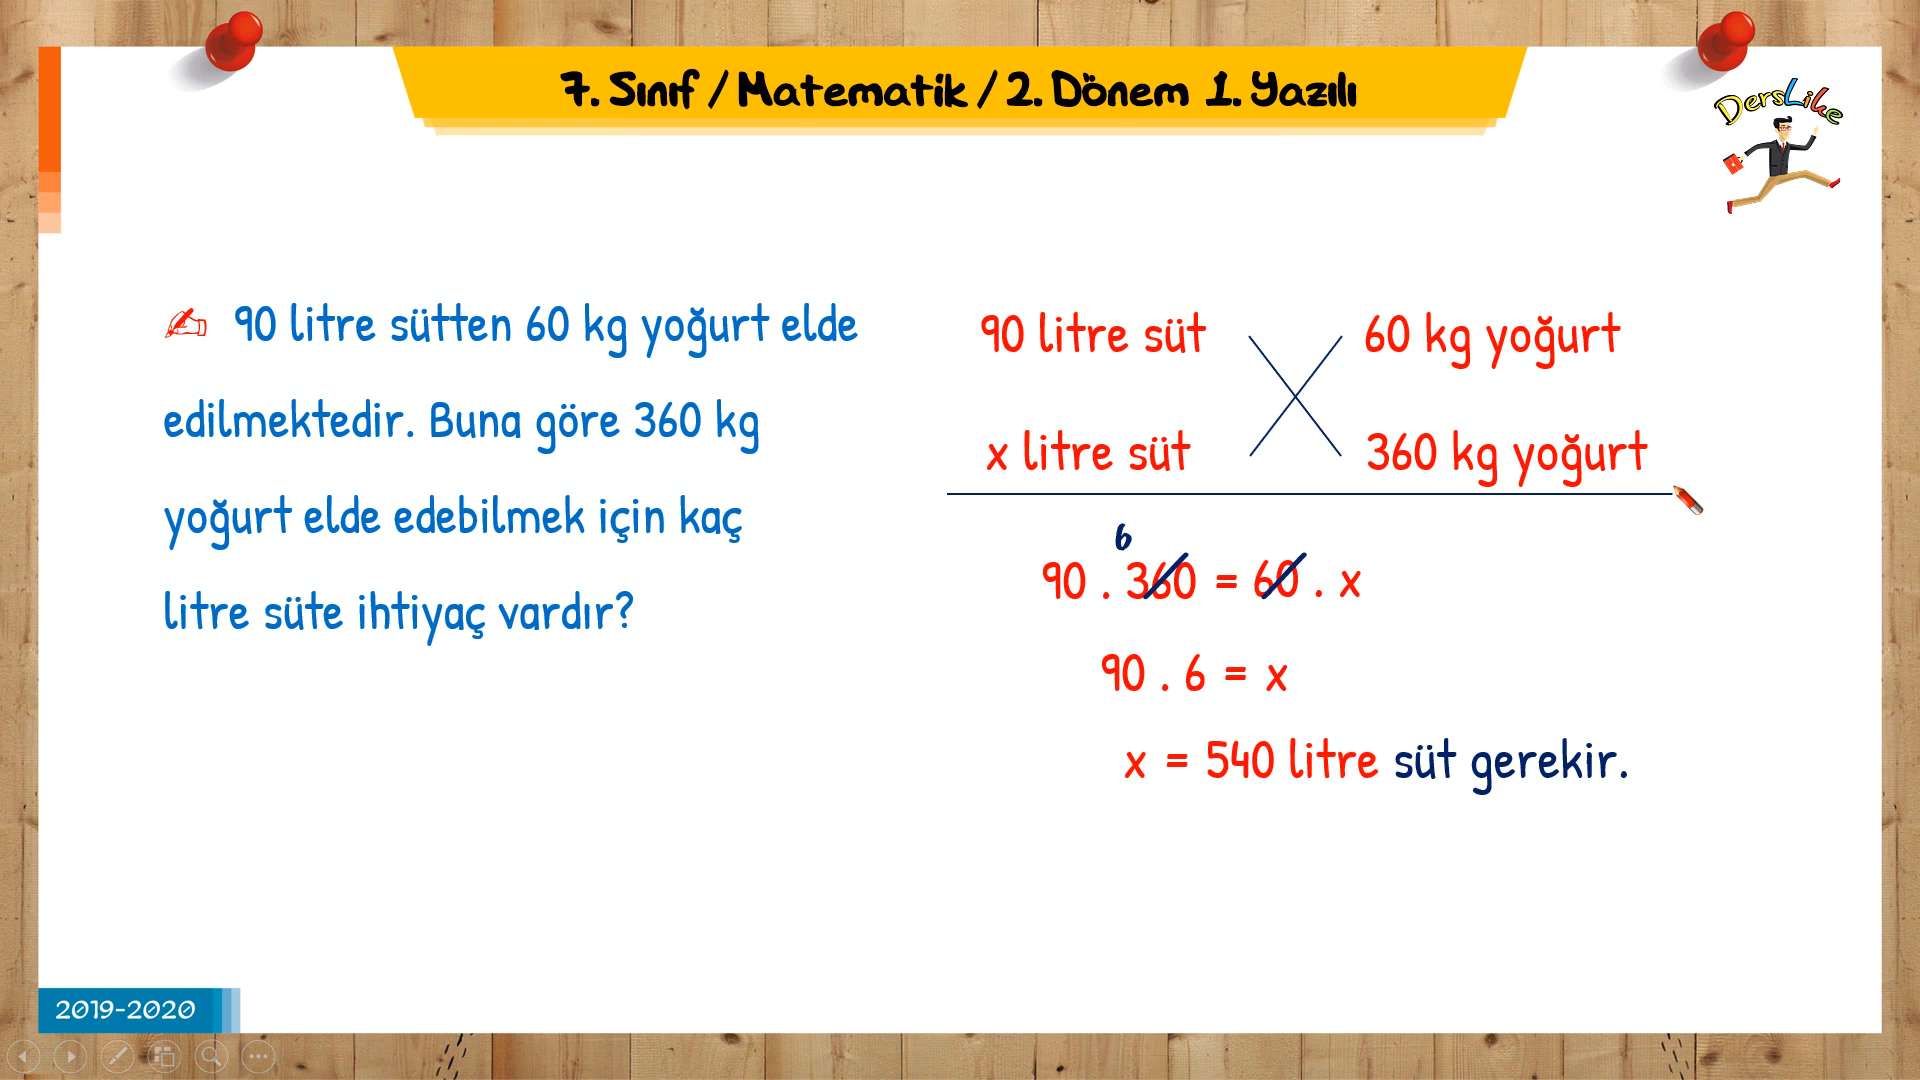 7. Sınıf / Matematik / 2. Dönem 1. Yazılı
DersLike
90 litre sütten 60 kg yoğurt elde
edilmektedir. Buna göre 360 kg
yoğurt elde edebilmek için kaç
litre süte ihtiyaç vardır?
90 litre süt 60 kg yoğurt
x litre süt 360 kg yoğurt
6
90 . 360 = 60 . x
90 . 6 = x
x = 540 litre süt gerekir.
2019-2020